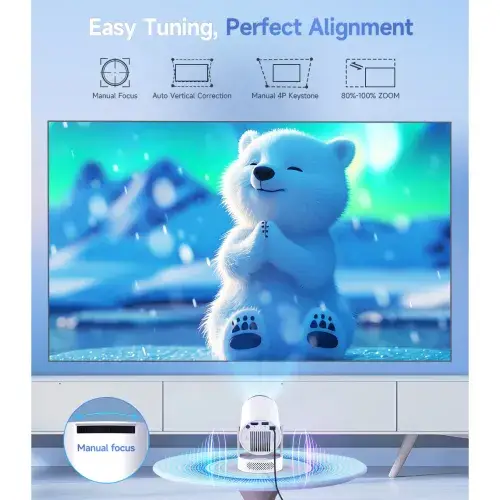 Easy Tuning, Perfect Alignment
Manual Focus
Auto Vertical Correction
Manual 4P Keystone
80%-100% ZOOM
Manual focus